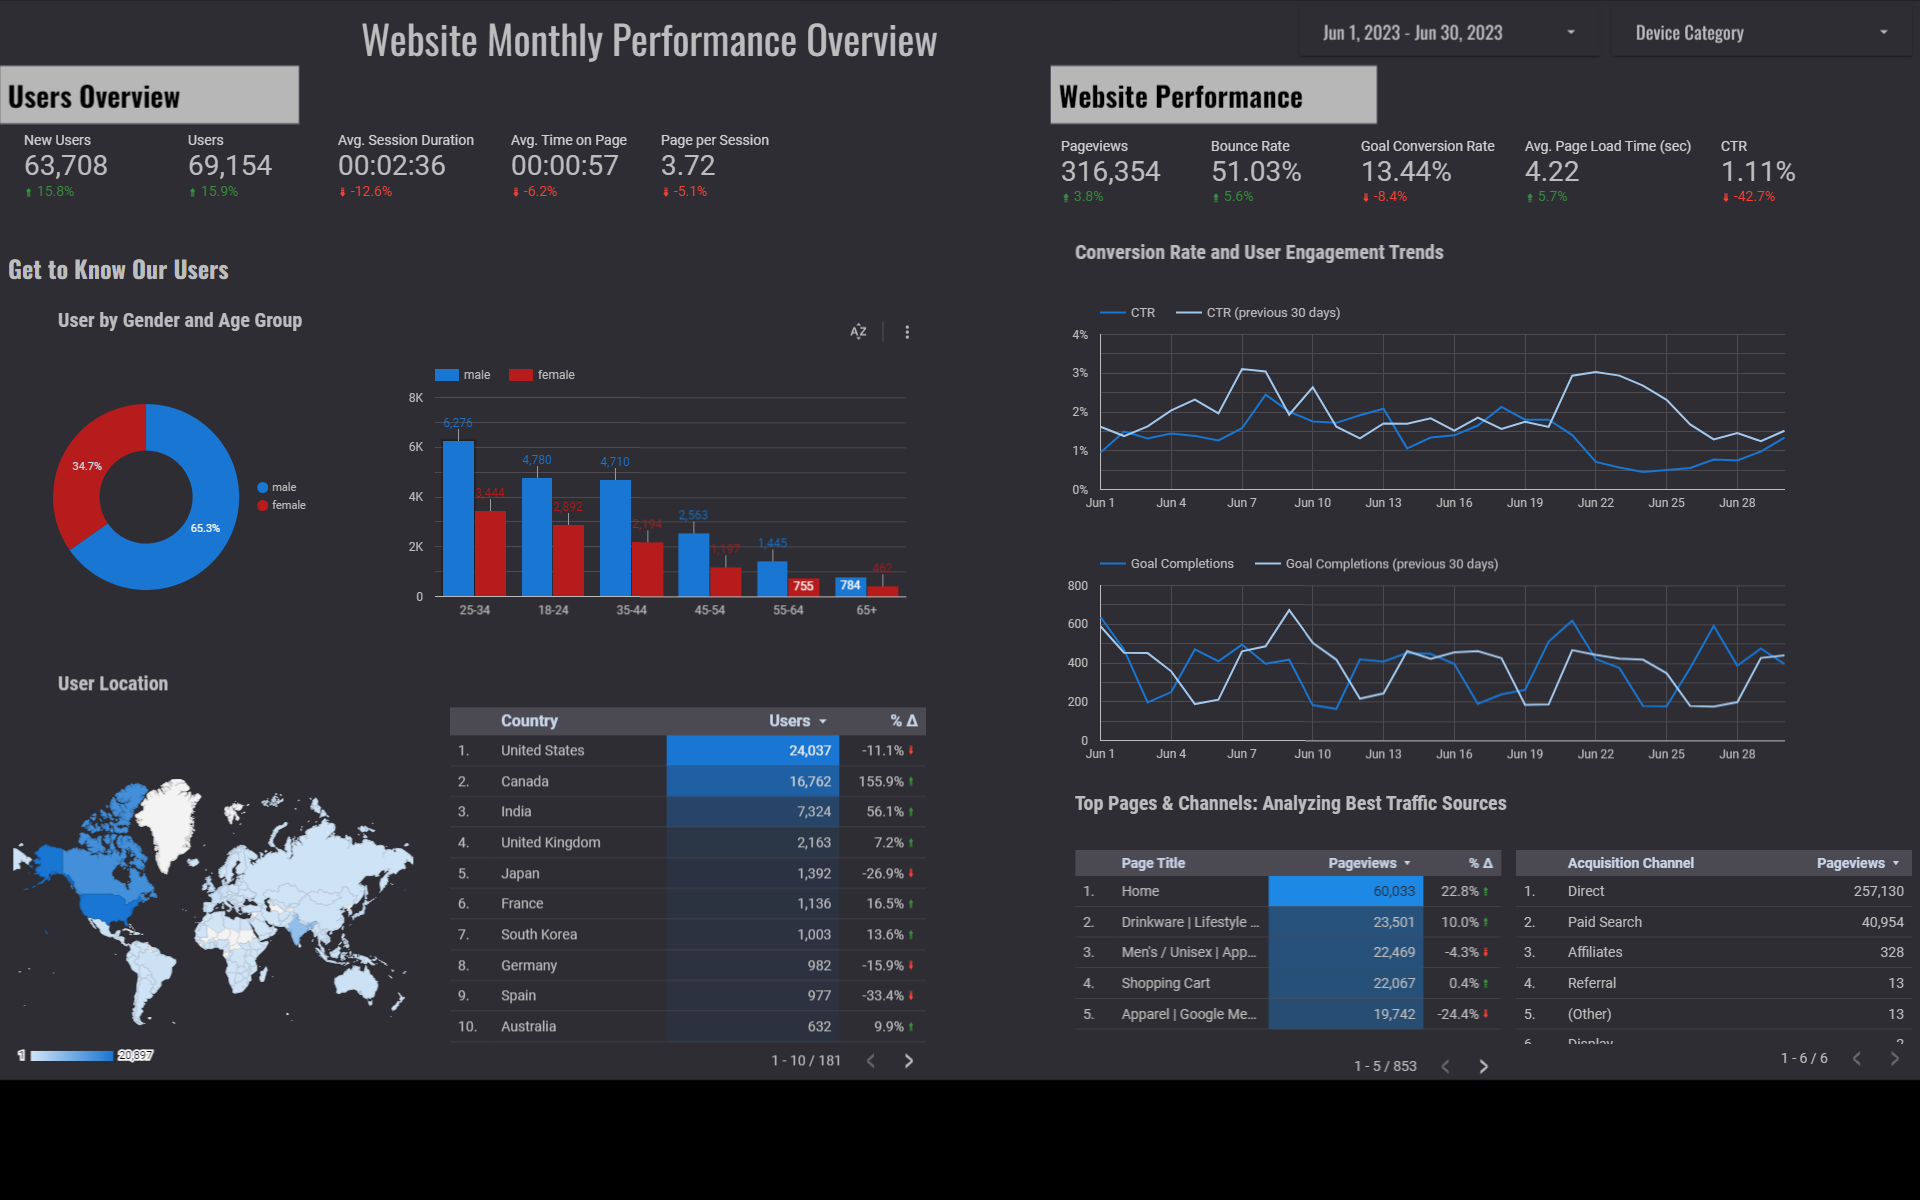 Website Monthly Performance Overview
Jun 1, 2023 - Jun 30, 2023
Device Category
Users Overview
New Users
63,708
15.8%
Users
69,154
15.9%
Avg. Session Duration
00:02:36
-12.6%
Avg. Time on Page
00:00:57
-6.2%
Page per Session
3.72
-5.1%
Get to Know Our Users
User by Gender and Age Group
34.7%
65.3%
male
female
male female
8K
6K
4K
2K
0
6,276
3,444
4,780
2,892
4,710
2,194
2,563
1,197
1,445
755
784
462
25-34 18-24 35-44 45-54 55-64 65+
User Location
1 20,897
Country Users % Δ
1. United States 24,037 -11.1%
2. Canada 16,762 155.9%
3. India 7,324 56.1%
4. United Kingdom 2,163 7.2%
5. Japan 1,392 -26.9%
6. France 1,136 16.5%
7. South Korea 1,003 13.6%
8. Germany 982 -15.9%
9. Spain 977 -33.4%
10. Australia 632 9.9%
1 - 10 / 181
Website Performance
Pageviews
316,354
3.8%
Bounce Rate
51.03%
5.6%
Goal Conversion Rate
13.44%
-8.4%
Avg. Page Load Time (sec)
4.22
5.7%
CTR
1.11%
-42.7%
Conversion Rate and User Engagement Trends
CTR CTR (previous 30 days)
4%
3%
2%
1%
0%
Jun 1 Jun 4 Jun 7 Jun 10 Jun 13 Jun 16 Jun 19 Jun 22 Jun 25 Jun 28
Goal Completions Goal Completions (previous 30 days)
800
600
400
200
0
Jun 1 Jun 4 Jun 7 Jun 10 Jun 13 Jun 16 Jun 19 Jun 22 Jun 25 Jun 28
Top Pages & Channels: Analyzing Best Traffic Sources
Page Title Pageviews % Δ
1. Home 60,033 22.8%
2. Drinkware | Lifestyle ... 23,501 10.0%
3. Men's / Unisex | App... 22,469 -4.3%
4. Shopping Cart 22,067 0.4%
5. Apparel | Google Me... 19,742 -24.4%
1 - 5 / 853
Acquisition Channel Pageviews
1. Direct 257,130
2. Paid Search 40,954
3. Affiliates 328
4. Referral 13
5. (Other) 13
6. Display 2
1 - 6 / 6